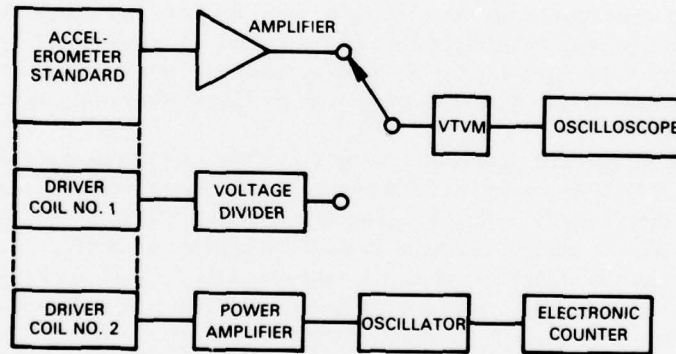 ACCEL-
EROMETER
STANDARD
AMPLIFIER
VTVM
OSCILLOSCOPE
DRIVER
COIL NO. 1
VOLTAGE
DIVIDER
DRIVER
COIL NO. 2
POWER
AMPLIFIER
OSCILLATOR
ELECTRONIC
COUNTER